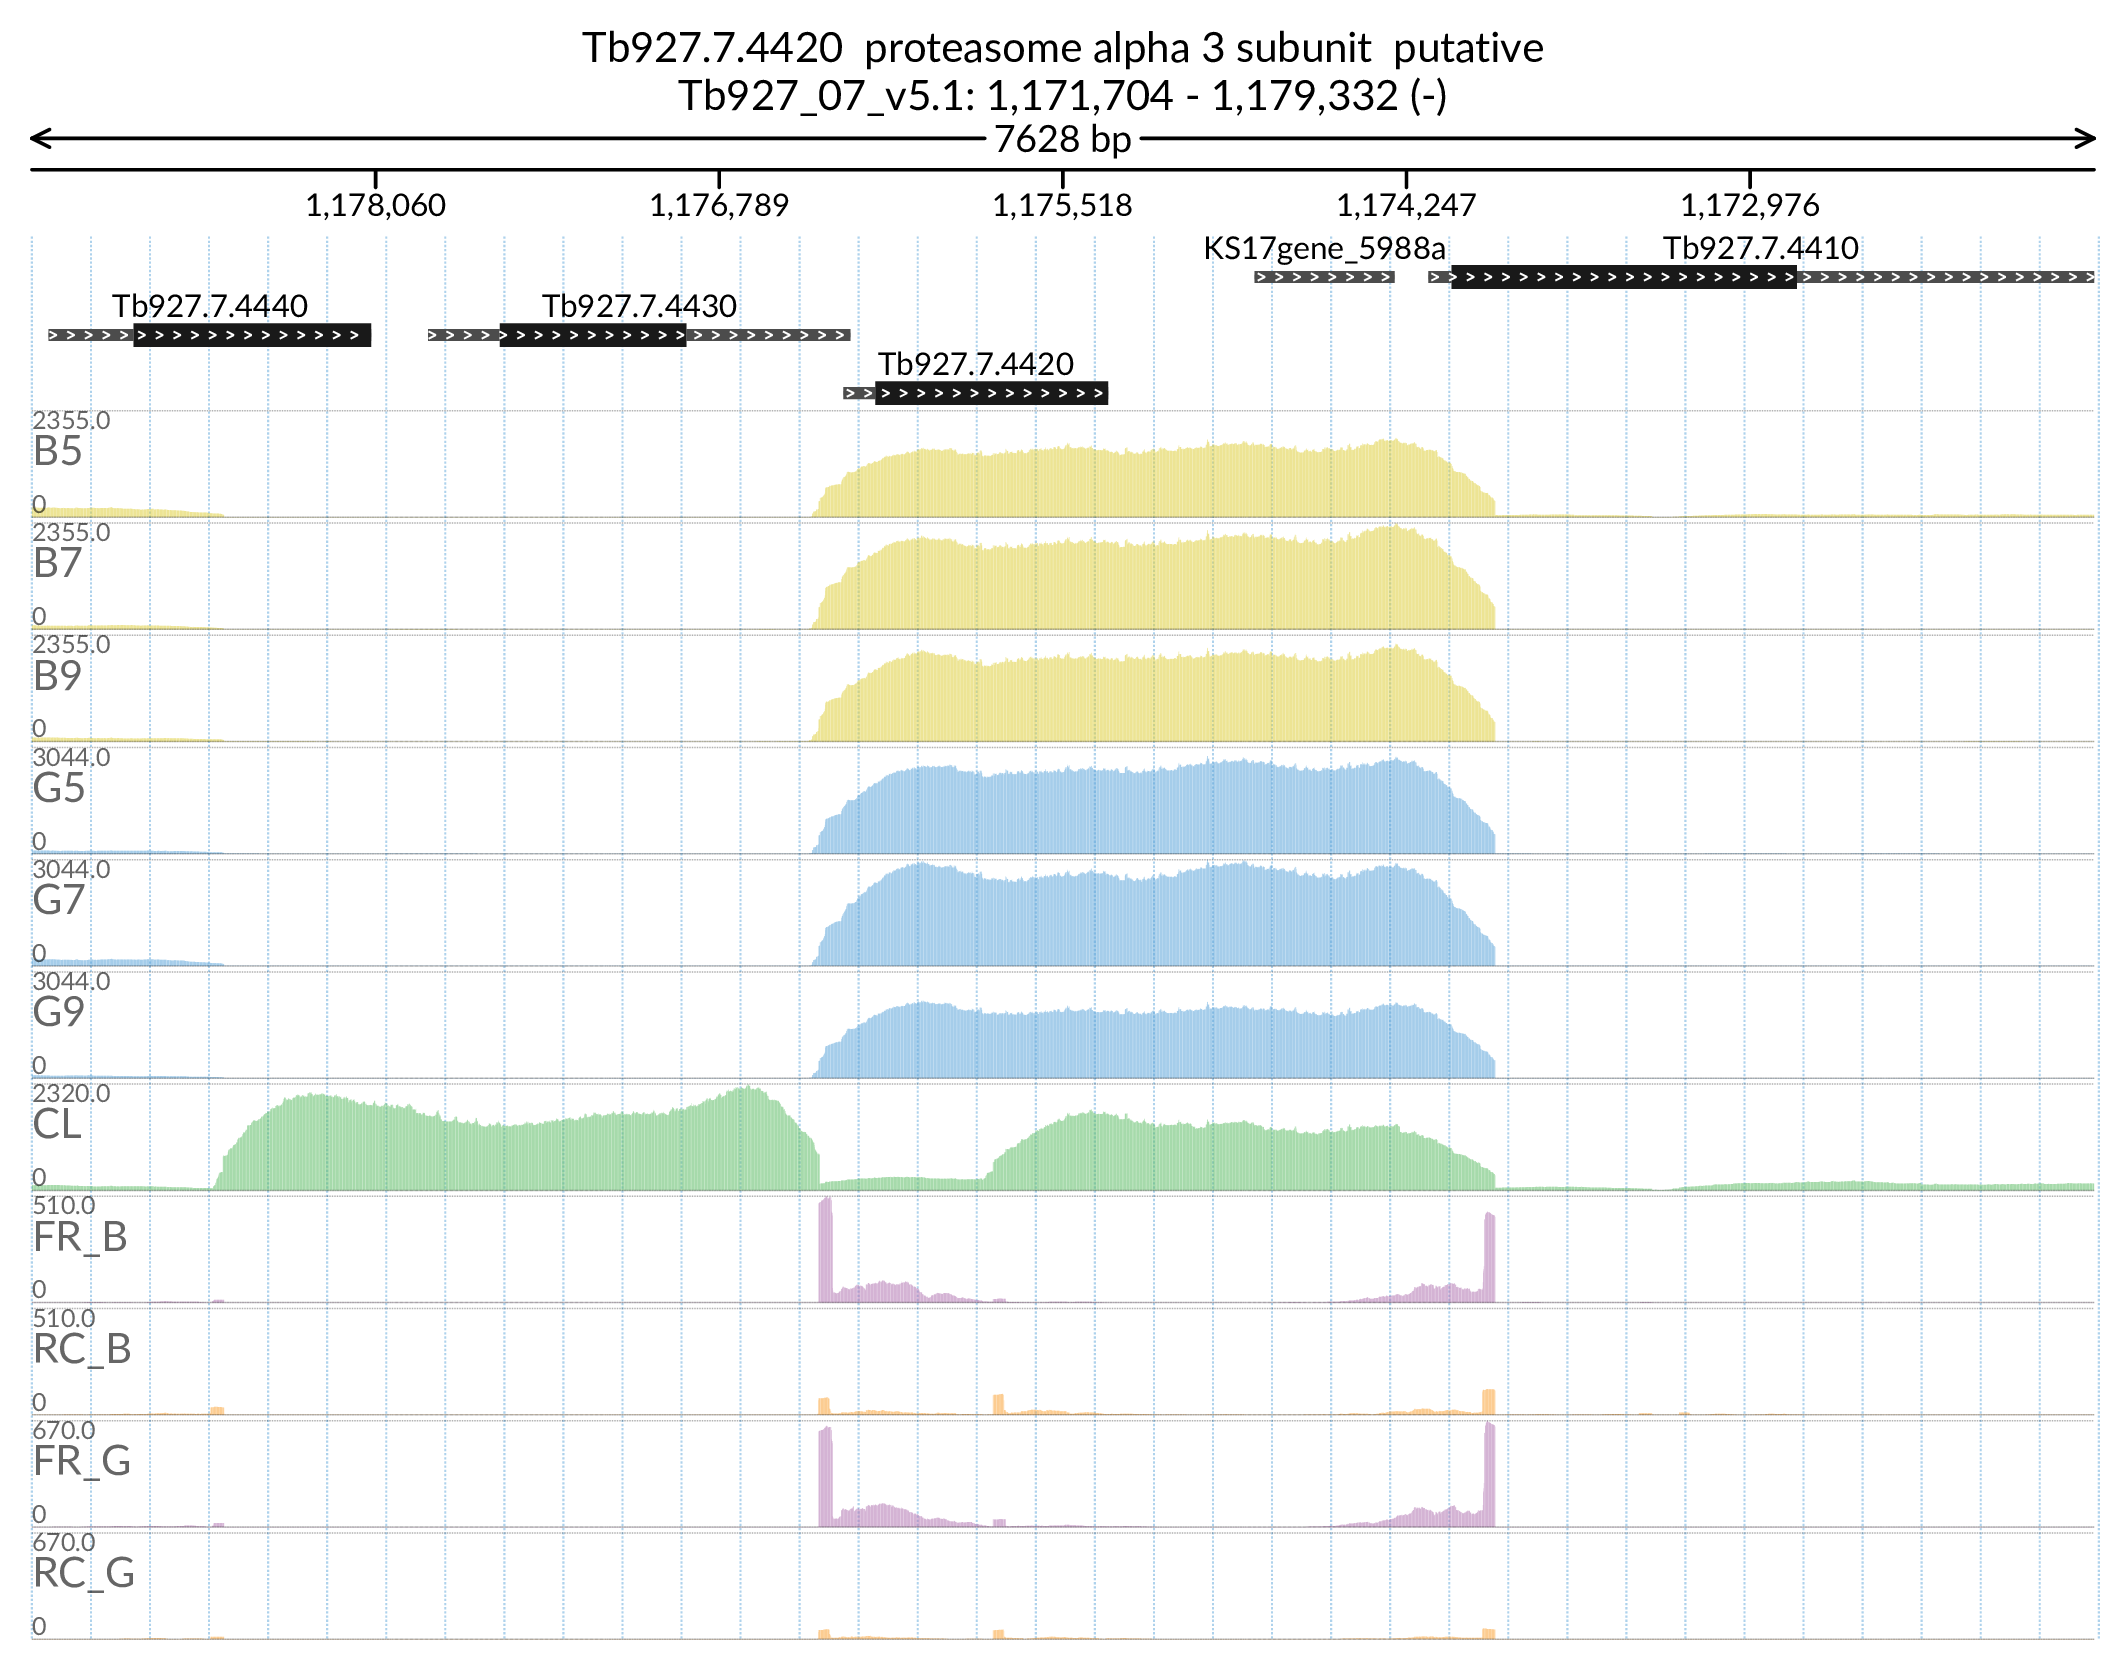 Tb927.7.4420 proteasome alpha 3 subunit putative
Tb927_07_v5.1: 1,171,704 - 1,179,332 (-)
7628 bp
1,178,060 1,176,789 1,175,518 1,174,247 1,172,976
KS17gene_5988a Tb927.7.4410
Tb927.7.4440 Tb927.7.4430
Tb927.7.4420
2355.0
B5
0
2355.0
B7
0
2355.0
B9
0
3044.0
G5
0
3044.0
G7
0
3044.0
G9
0
2320.0
CL
0
510.0
FR_B
0
510.0
RC_B
0
670.0
FR_G
0
670.0
RC_G
0